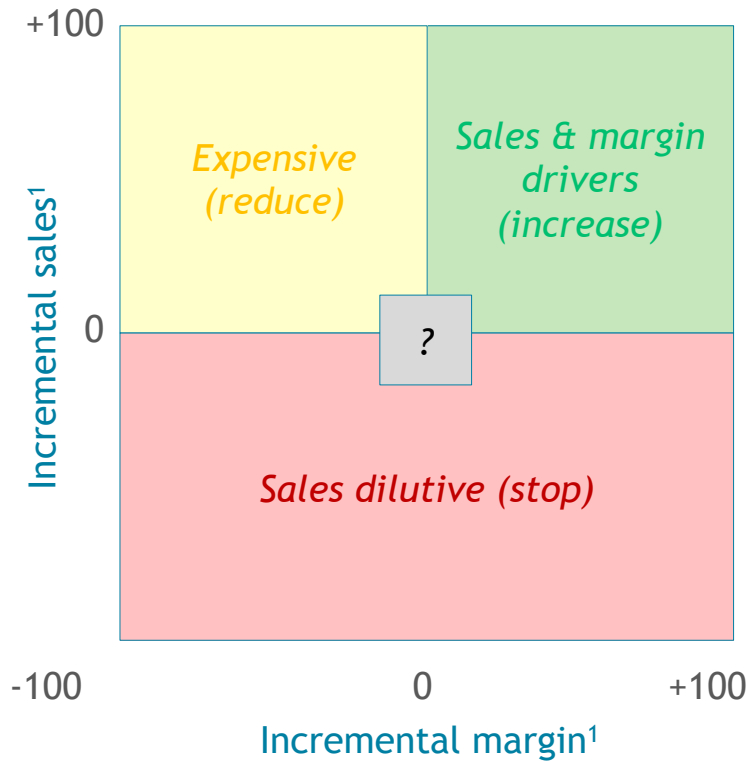 +100
Expensive
(reduce)
Sales & margin
drivers
(increase)
Incremental sales¹
0
?
Sales dilutive (stop)
-100
0
+100
Incremental margin¹